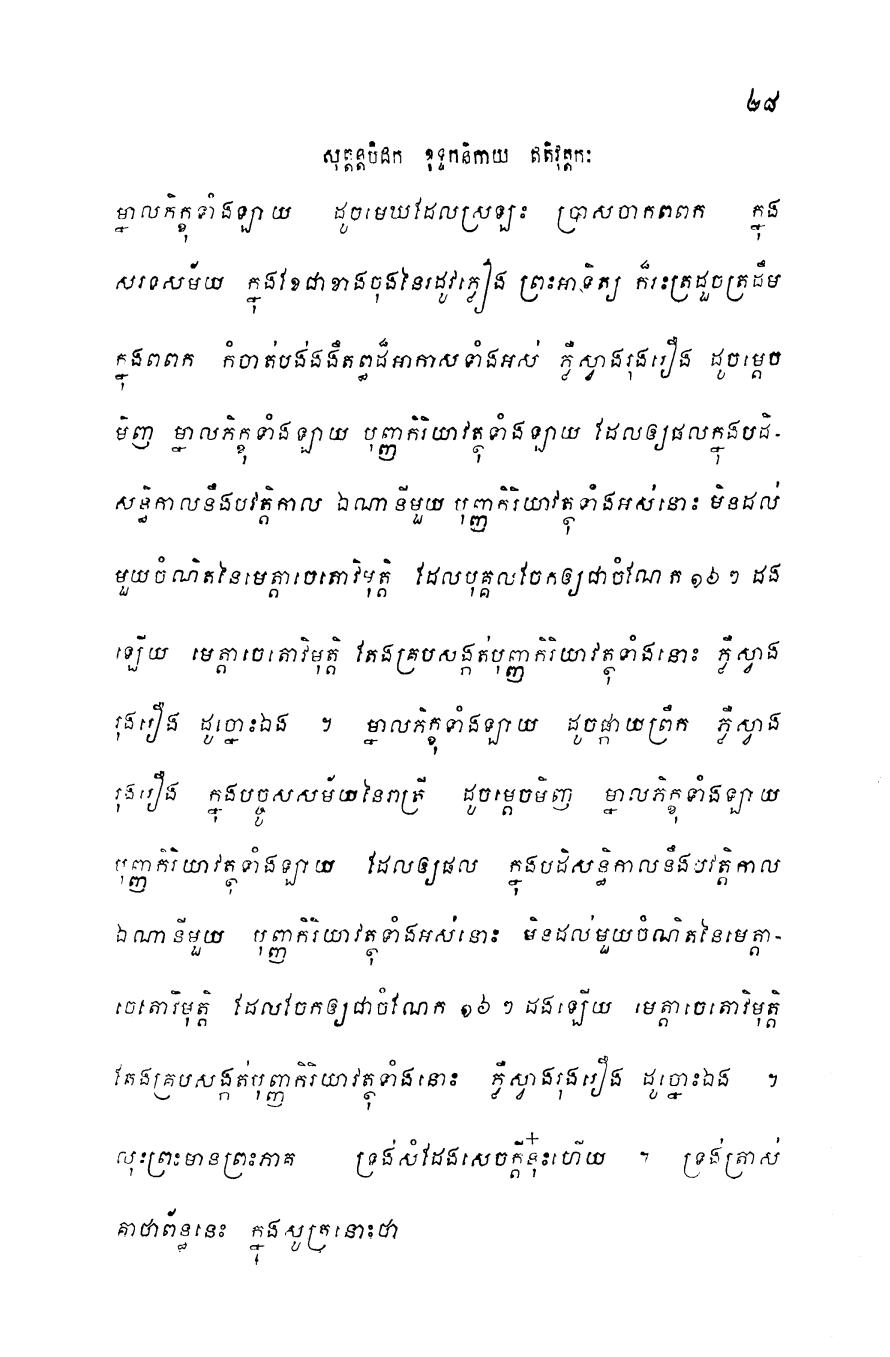 ២៨
សុត្តន្តបិដក ខុទ្ទកនិកាយ ឥតិវុត្តកៈ
ម្នាលភិក្ខុទាំងឡាយ ដូចមេឃដែលស្រឡះ ប្រាសចាកពពក ក្នុង
សរទសម័យ ក្នុងខែជាខាងចុងនៃរដូវភ្លៀង ព្រះអាទិត្យ ក៏រះត្រដួចត្រដឹម
ក្នុងពពក កំចាត់បង់ងងឹតពួដ៏អាកាសទាំងអស់ ភ្លឺស្វាងរុងរឿង ដូចម្តេច
មិញ ម្នាលភិក្ខុទាំងឡាយ បុញ្ញកិរិយាវត្ថុទាំងឡាយ ដែលឲ្យផលក្នុងបដិ-
សន្ធិកាលនឹងបវត្តិកាល ឯណានីមួយ បុញ្ញកិរិយាវត្ថុទាំងអស់នោះ មិនដល់
មួយចំណិតនៃមេត្តាចេតោវិមុត្តិ ដែលបុគ្គលចែកឲ្យជាចំណែក ១៦ ៗ ដង
ឡើយ មេត្តាចេតោវិមុត្តិ តែងគ្របសង្កត់បុញ្ញកិរិយាវត្ថុទាំងនោះ ភ្លឺស្វាង
រុងរឿង ដូច្នោះឯង ។ ម្នាលភិក្ខុទាំងឡាយ ដូចផ្កាយព្រឹក ភ្លឺស្វាង
រុងរឿង ក្នុងបច្ចូសសម័យនៃរាត្រី ដូចម្តេចមិញ ម្នាលភិក្ខុទាំងឡាយ
បុញ្ញកិរិយាវត្ថុទាំងឡាយ ដែលឲ្យផល ក្នុងបដិសន្ធិកាលនឹងបវត្តិកាល
ឯណានីមួយ បុញ្ញកិរិយាវត្ថុទាំងអស់នោះ មិនដល់មួយចំណិតនៃមេត្តា-
ចេតោវិមុត្តិ ដែលចែកឲ្យជាចំណែក ១៦ ៗ ដងឡើយ មេត្តាចេតោវិមុត្តិ
តែងគ្របសង្កត់បុញ្ញកិរិយាវត្ថុទាំងនោះ ភ្លឺស្វាងរុងរឿង ដូច្នោះឯង ។
លុះព្រះមានព្រះភាគ ទ្រង់សំដែងសេចក្តីនុ៎ះហើយ ។ ទ្រង់ត្រាស់
គាថាព័ន្ធនេះ ក្នុងសូត្រនោះថា